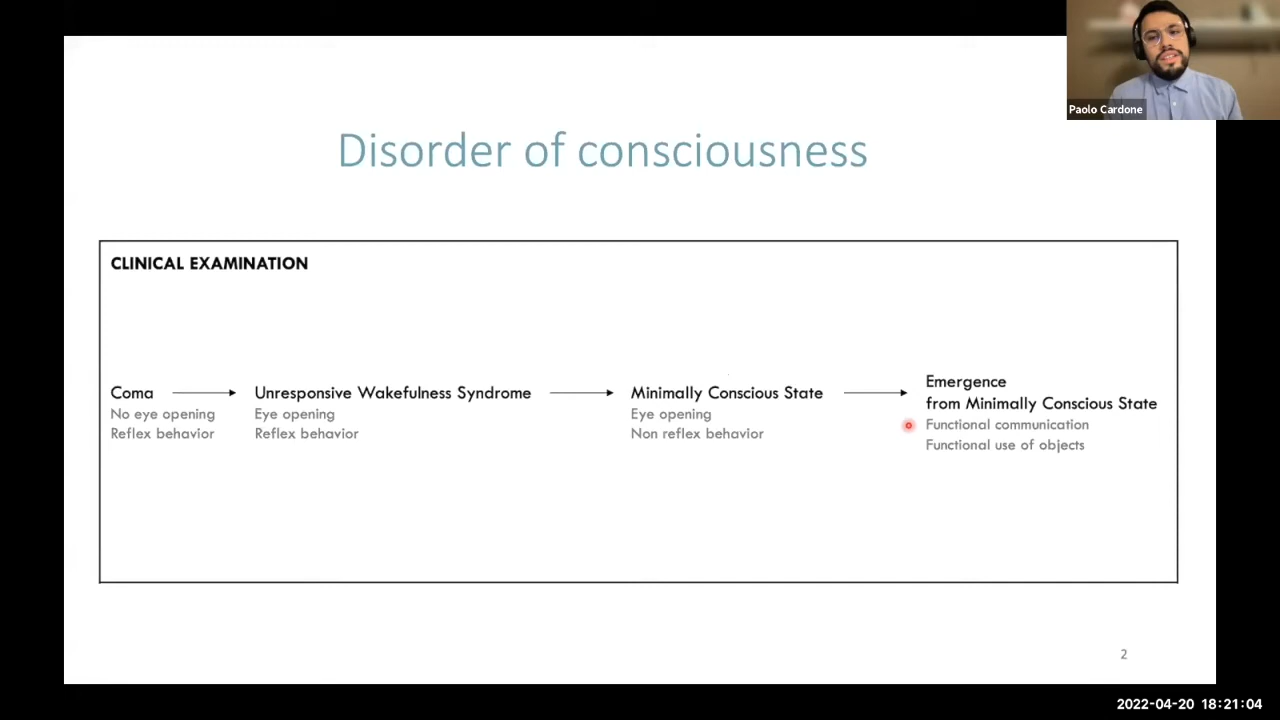 Paolo Cardone
Disorder of consciousness
CLINICAL EXAMINATION
Coma
No eye opening
Reflex behavior
Unresponsive Wakefulness Syndrome
Eye opening
Reflex behavior
Minimally Conscious State
Eye opening
Non reflex behavior
Emergence
from Minimally Conscious State
Functional communication
Functional use of objects
2
2022-04-20 18:21:04